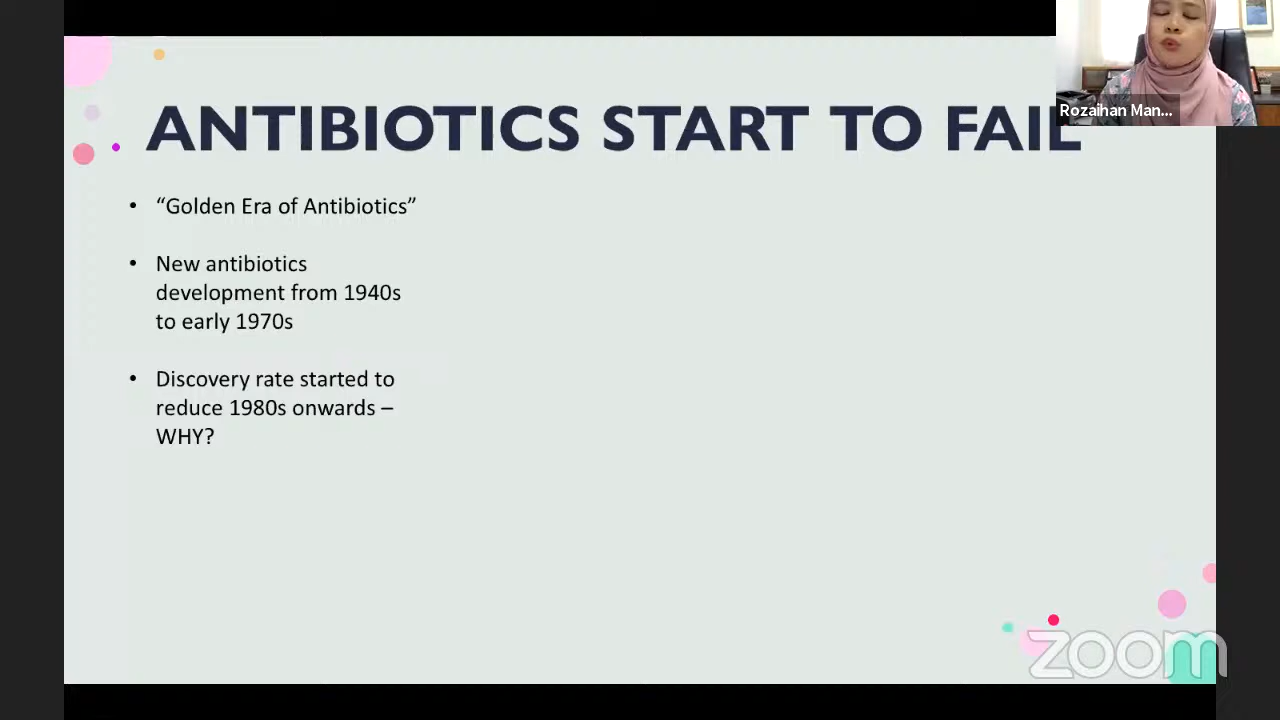 ANTIBIOTICS START TO FAIL
Rozaihan Man...
• “Golden Era of Antibiotics”
• New antibiotics
development from 1940s
to early 1970s
• Discovery rate started to
reduce 1980s onwards –
WHY?
zoom